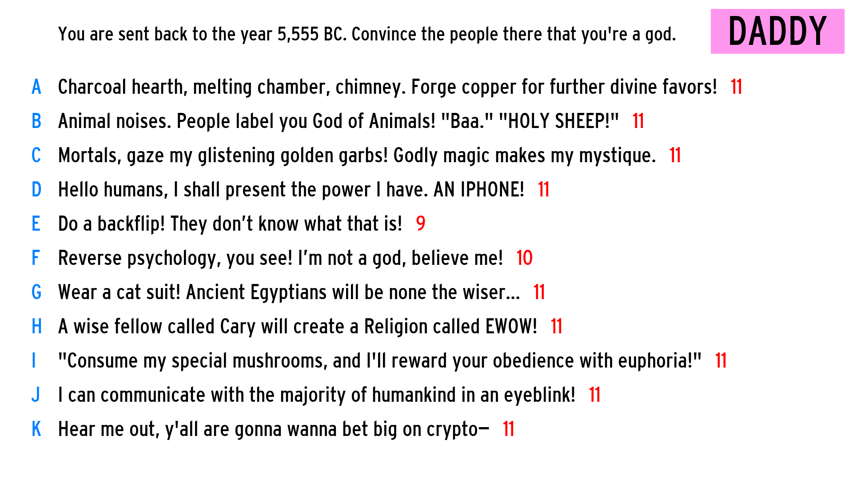 You are sent back to the year 5,555 BC. Convince the people there that you're a god.
DADDY
A Charcoal hearth, melting chamber, chimney. Forge copper for further divine favors! 11
B Animal noises. People label you God of Animals! "Baa." "HOLY SHEEP!" 11
C Mortals, gaze my glistening golden garbs! Godly magic makes my mystique. 11
D Hello humans, I shall present the power I have. AN IPHONE! 11
E Do a backflip! They don’t know what that is! 9
F Reverse psychology, you see! I’m not a god, believe me! 10
G Wear a cat suit! Ancient Egyptians will be none the wiser... 11
H A wise fellow called Cary will create a Religion called EWOW! 11
I "Consume my special mushrooms, and I'll reward your obedience with euphoria!" 11
J I can communicate with the majority of humankind in an eyeblink! 11
K Hear me out, y'all are gonna wanna bet big on crypto— 11